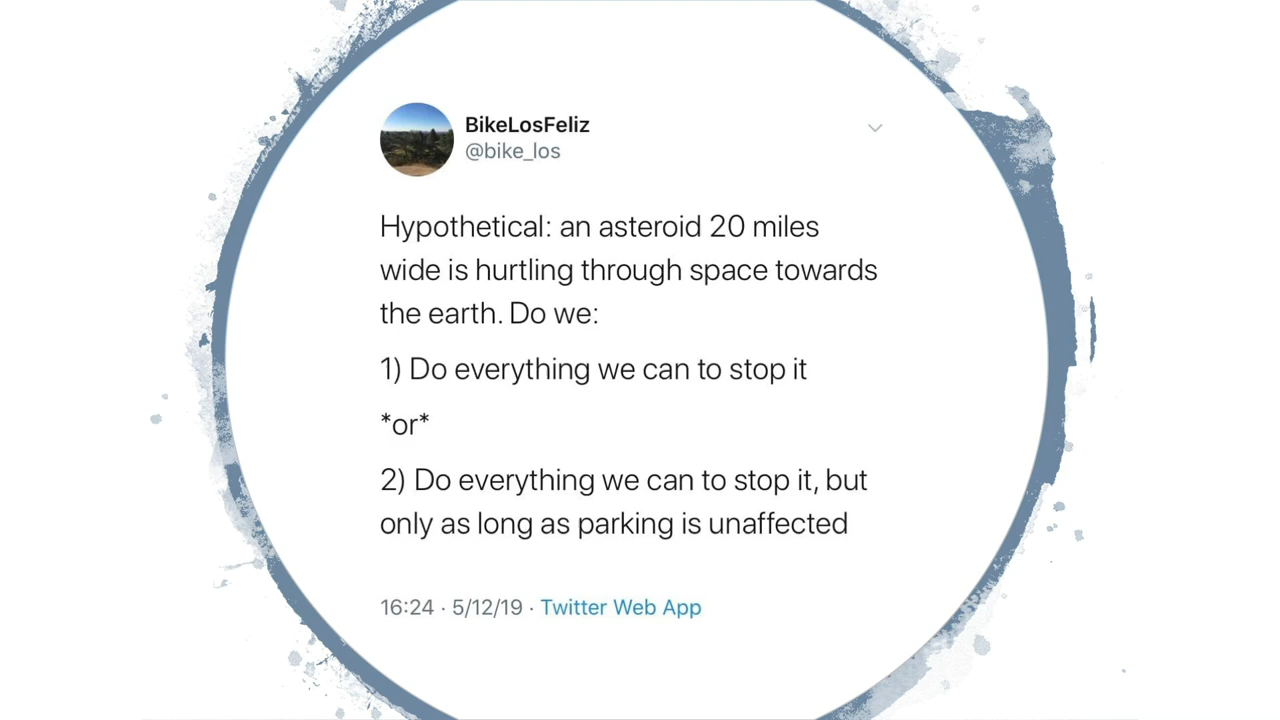 BikeLosFeliz
@bike_los
Hypothetical: an asteroid 20 miles
wide is hurtling through space towards
the earth. Do we:
1) Do everything we can to stop it
*or*
2) Do everything we can to stop it, but
only as long as parking is unaffected
16:24 · 5/12/19 · Twitter Web App